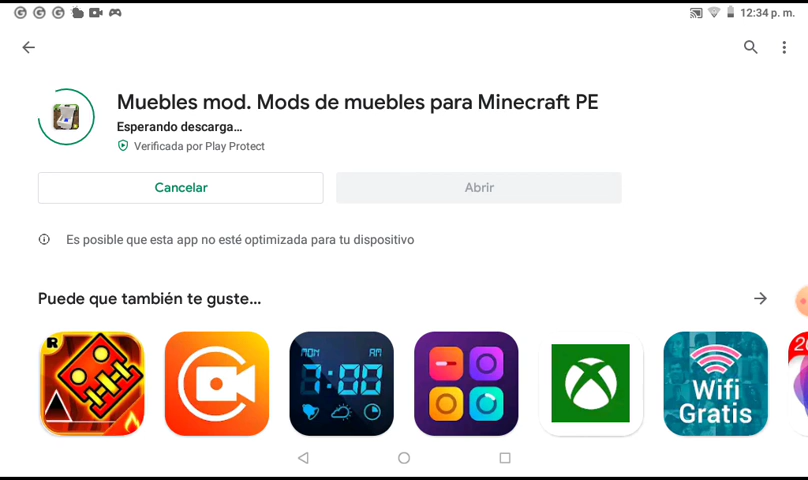 12:34 p. m.
Muebles mod. Mods de muebles para Minecraft PE
Esperando descarga...
Verificada por Play Protect
Cancelar
Abrir
Es posible que esta app no esté optimizada para tu dispositivo
Puede que también te guste...
R
MON
AM
7:00
Wifi
Gratis